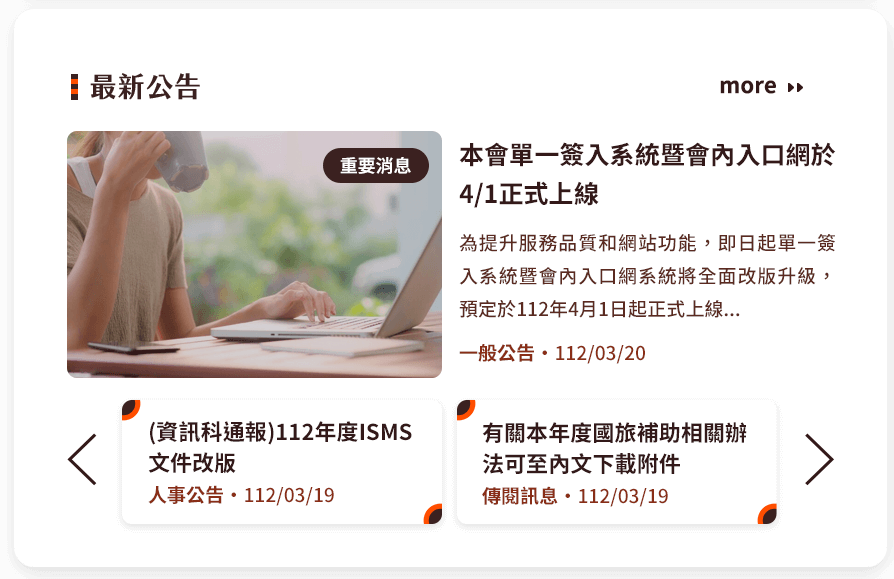 最新公告
more
重要消息
本會單一簽入系統暨會內入口網於
4/1正式上線
為提升服務品質和網站功能，即日起單一簽
入系統暨會內入口網系統將全面改版升級，
預定於112年4月1日起正式上線...
一般公告・112/03/20
(資訊科通報)112年度ISMS
文件改版
人事公告・112/03/19
有關本年度國旅補助相關辦
法可至內文下載附件
傳閱訊息・112/03/19